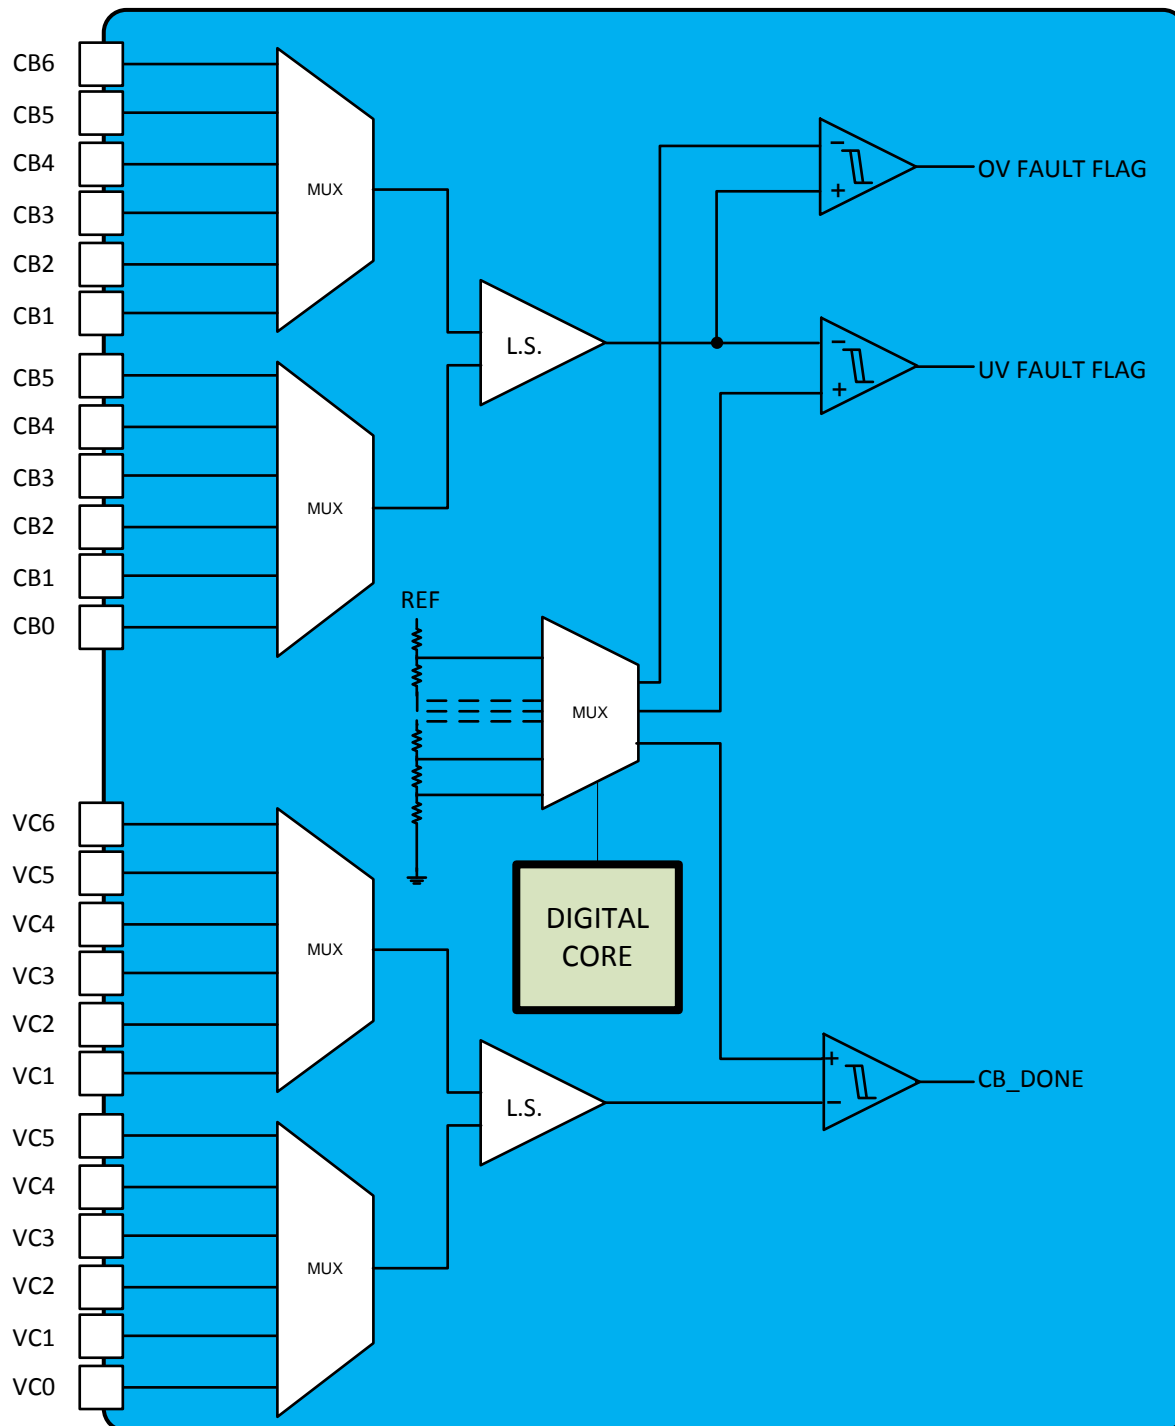 CB6
CB5
CB4
CB3
CB2
CB1
MUX
CB5
CB4
CB3
CB2
CB1
CB0
MUX
L.S.
- +
OV FAULT FLAG
- +
UV FAULT FLAG
REF
MUX
DIGITAL
CORE
VC6
VC5
VC4
VC3
VC2
VC1
MUX
VC5
VC4
VC3
VC2
VC1
VC0
MUX
L.S.
+ -
CB_DONE